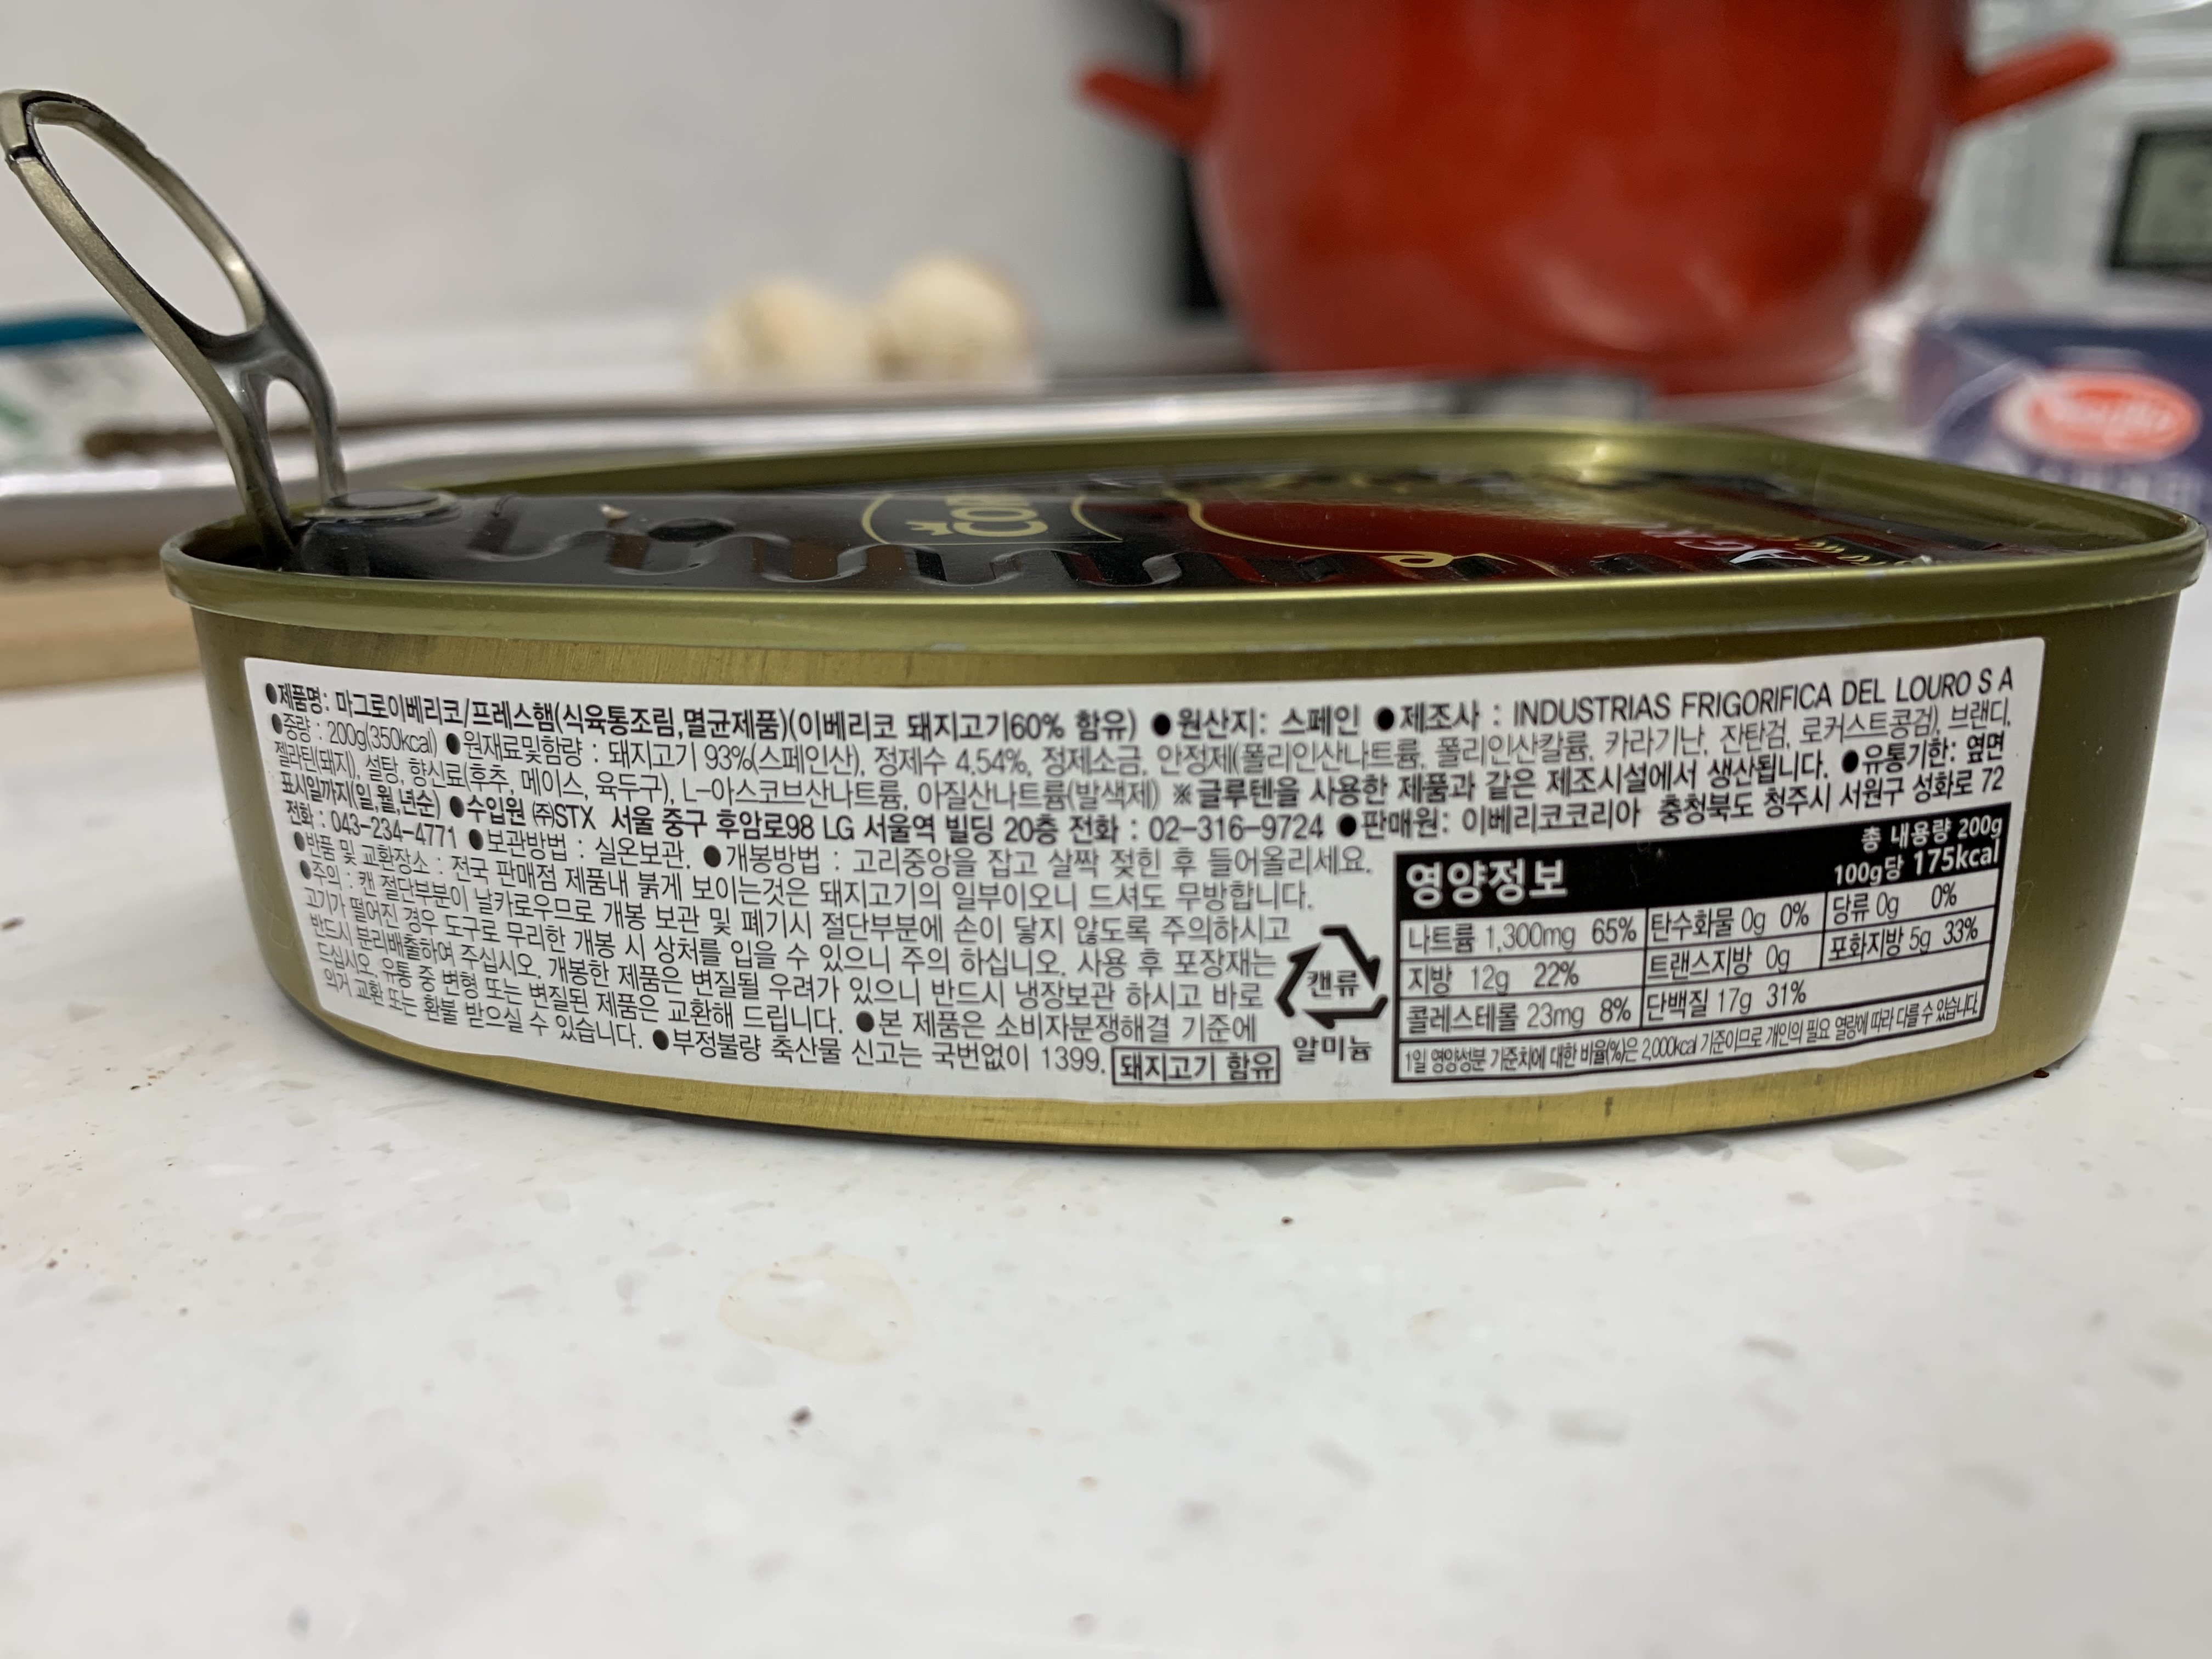 ●제품명: 마그로이베리코/프레스햄(식육통조림,멸균제품)(이베리코 돼지고기60% 함유) ●원산지: 스페인 ●제조사 : INDUSTRIAS FRIGORIFICA DEL LOURO S A
●중량 : 200g(350kcal) ●원재료및함량 : 돼지고기 93%(스페인산), 정제수 4.54%, 정제소금, 안정제(폴리인산나트륨, 폴리인산칼륨, 카라기난, 잔탄검, 로커스트콩검), 브랜디,
젤라틴(돼지), 설탕, 향신료(후추, 메이스, 육두구), L-아스코브산나트륨, 아질산나트륨(발색제) ※글루텐을 사용한 제품과 같은 제조시설에서 생산됩니다. ●유통기한: 옆면
표시일까지(일,월,년순) ●수입원 ㈜STX 서울 중구 후암로98 LG 서울역 빌딩 20층 전화 : 02-316-9724 ●판매원: 이베리코코리아 충청북도 청주시 서원구 성화로 72
전화 : 043-234-4771 ●보관방법 : 실온보관. ●개봉방법 : 고리중앙을 잡고 살짝 젖힌 후 들어올리세요.
●반품 및 교환장소 : 전국 판매점 제품내 붉게 보이는것은 돼지고기의 일부이오니 드셔도 무방합니다.
●주의 : 캔 절단부분이 날카로우므로 개봉 보관 및 폐기시 절단부분에 손이 닿지 않도록 주의하시고
고기가 떨어진 경우 도구로 무리한 개봉 시 상처를 입을 수 있으니 주의 하십니오. 사용 후 포장재는
반드시 분리배출하여 주십시오. 개봉한 제품은 변질될 우려가 있으니 반드시 냉장보관 하시고 바로
드십시오. 유통 중 변형 또는 변질된 제품은 교환해 드립니다. ●본 제품은 소비자분쟁해결 기준에
의거 교환 또는 환불 받으실 수 있습니다. ●부정불량 축산물 신고는 국번없이 1399. 돼지고기 함유
캔류
알미늄
영양정보
총 내용량 200g
100g당 175kcal
나트륨 1,300mg 65% 탄수화물 0g 0% 당류 0g 0%
지방 12g 22% 트랜스지방 0g 포화지방 5g 33%
콜레스테롤 23mg 8% 단백질 17g 31%
1일 영양성분 기준치에 대한 비율(%)은 2,000kcal 기준이므로 개인의 필요 열량에 따라 다를 수 있습니다.